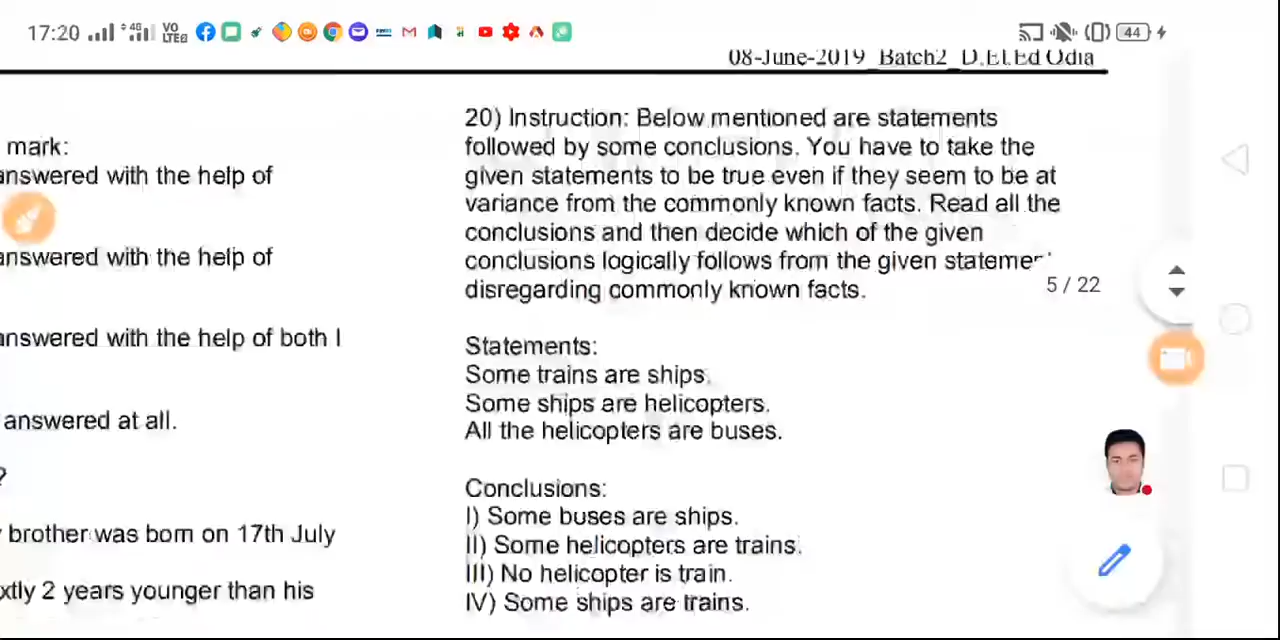 17:20
4G
VO
LTE
44
08-June-2019_Batch2_D.El.Ed Odia
mark:
answered with the help of
answered with the help of
answered with the help of both I
answered at all.
?
brother was born on 17th July
xtly 2 years younger than his
20) Instruction: Below mentioned are statements
followed by some conclusions. You have to take the
given statements to be true even if they seem to be at
variance from the commonly known facts. Read all the
conclusions and then decide which of the given
conclusions logically follows from the given
disregarding commonly known facts.
5 / 22
Statements:
Some trains are ships.
Some ships are helicopters.
All the helicopters are buses.
Conclusions:
I) Some buses are ships.
II) Some helicopters are trains.
III) No helicopter is train.
IV) Some ships are trains.